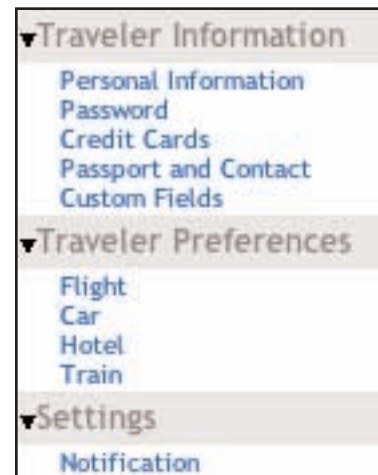 Traveler Information
Personal Information
Password
Credit Cards
Passport and Contact
Custom Fields
Traveler Preferences
Flight
Car
Hotel
Train
Settings
Notification